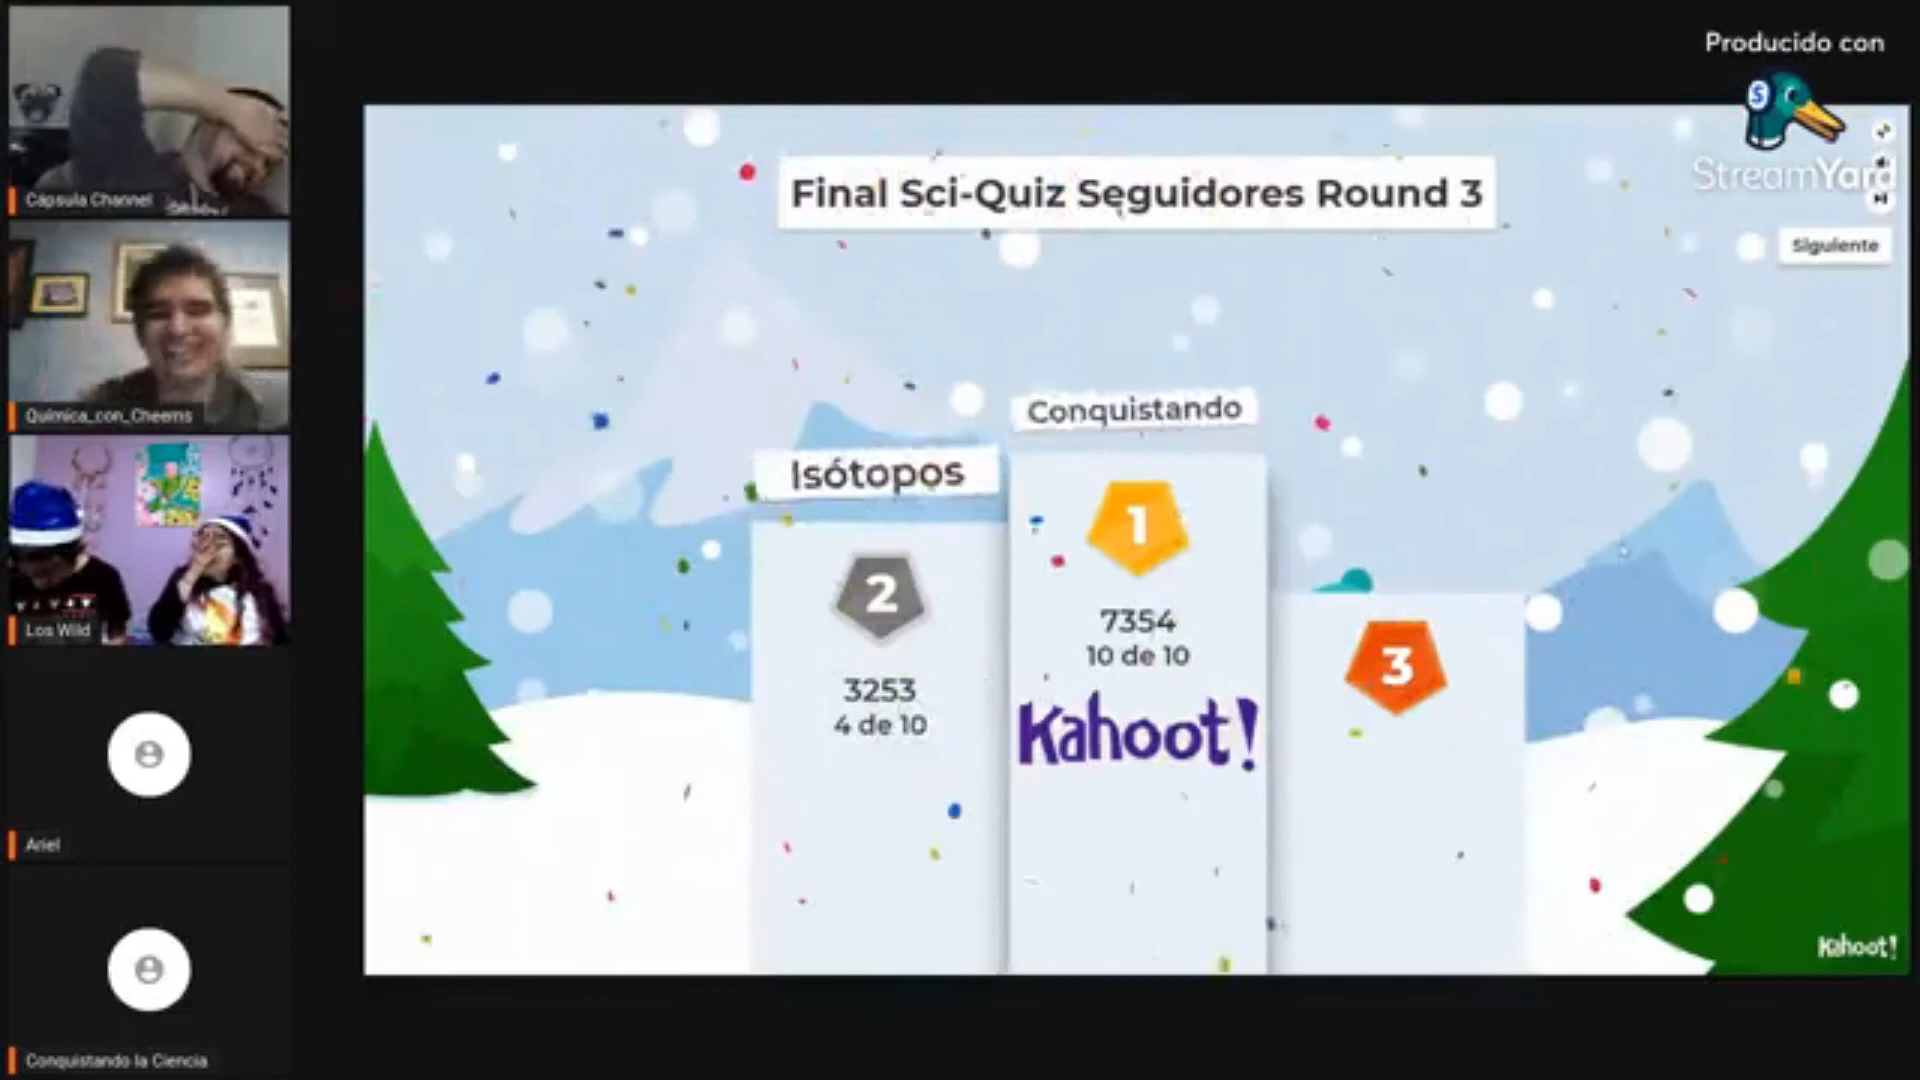 Producido con
StreamYard
Siguiente
Final Sci-Quiz Seguidores Round 3
Conquistando
Isótopos
1
7354
10 de 10
Kahoot!
2
3253
4 de 10
3
Kahoot!
Cápsula Channel
Quimica_con_Cheems
Los Wild
Ariel
Conquistando la Ciencia